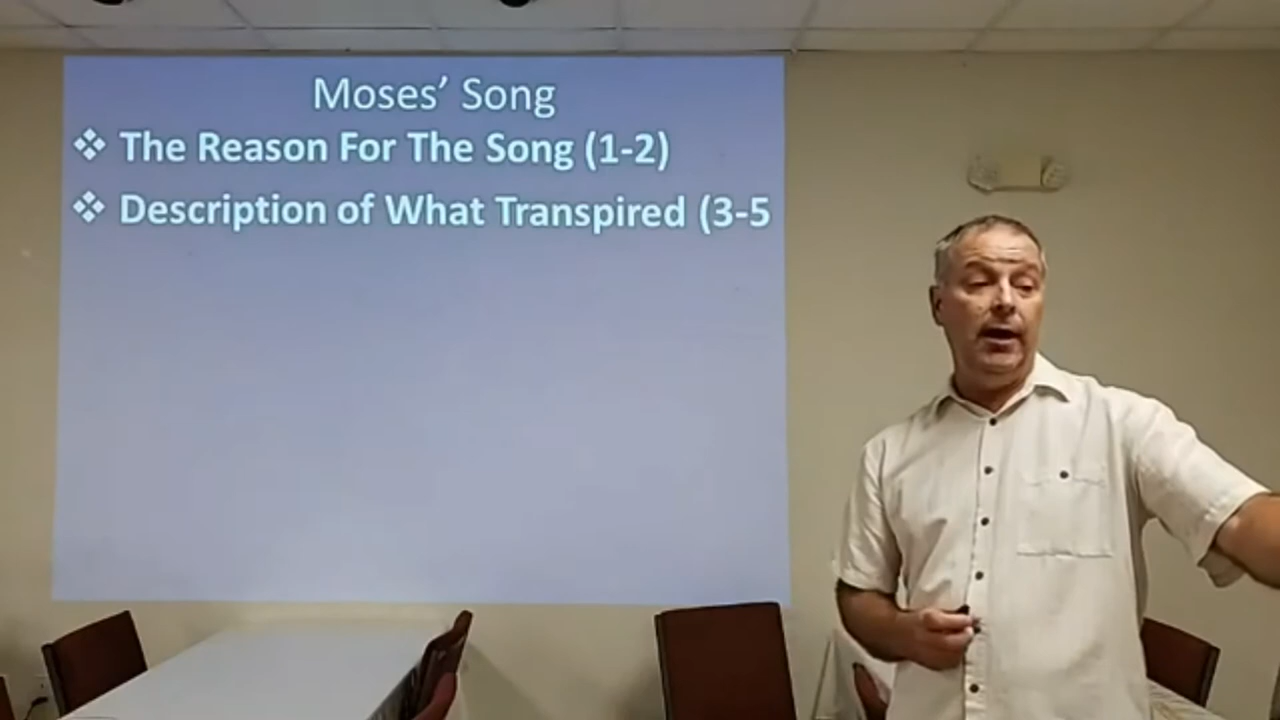 Moses’ Song
❖ The Reason For The Song (1-2)
❖ Description of What Transpired (3-5